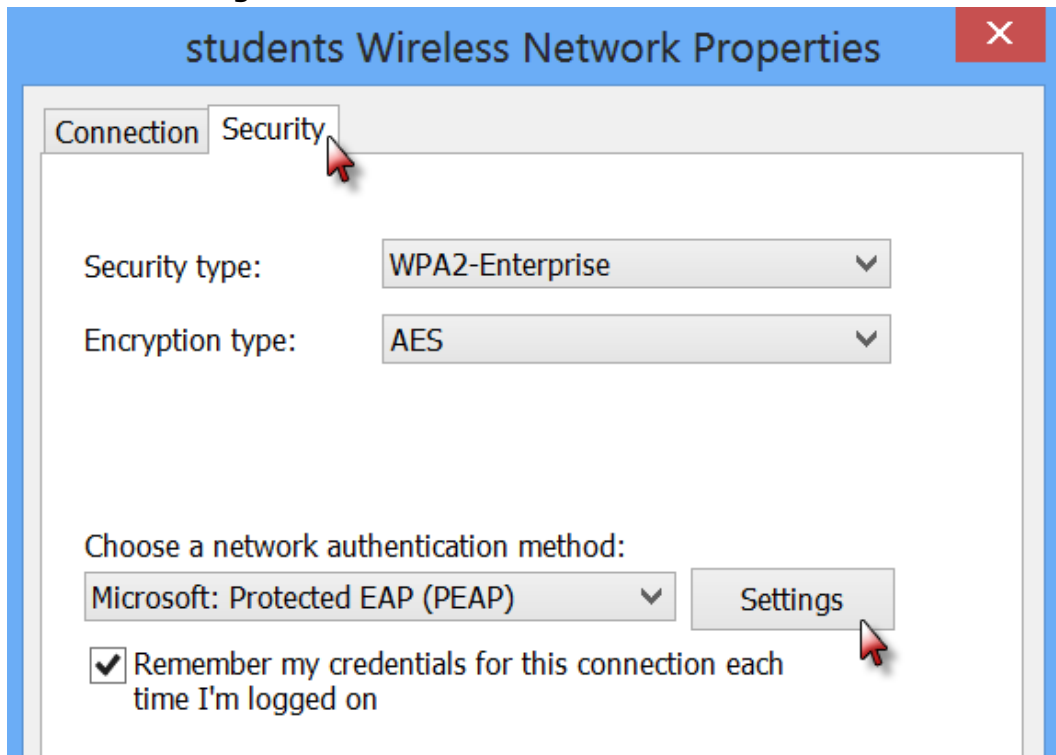 students Wireless Network Properties
Connection
Security
Security type:
WPA2-Enterprise
Encryption type:
AES
Choose a network authentication method:
Microsoft: Protected EAP (PEAP)
Settings
Remember my credentials for this connection each
time I'm logged on